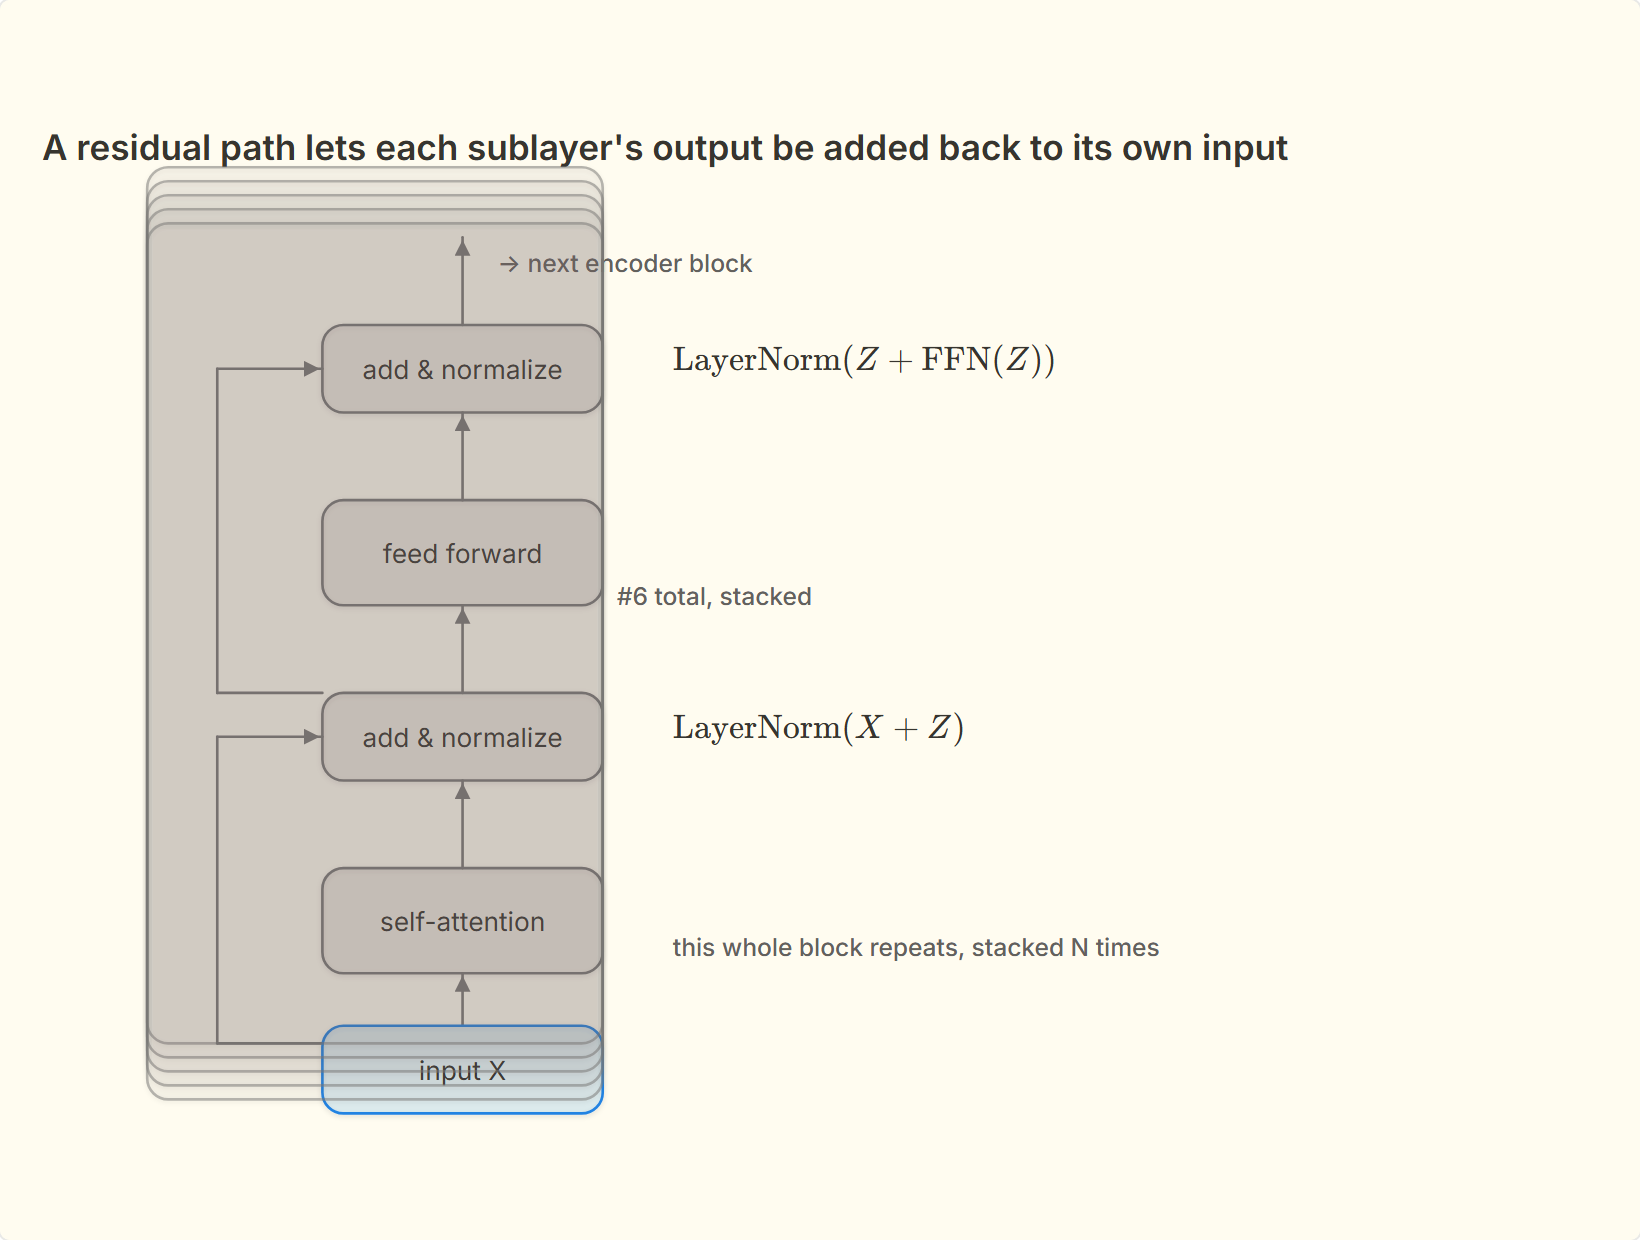 A residual path lets each sublayer's output be added back to its own input
→ next encoder block
add & normalize
LayerNorm(Z + FFN(Z))
feed forward
#6 total, stacked
add & normalize
LayerNorm(X + Z)
self-attention
this whole block repeats, stacked N times
input X